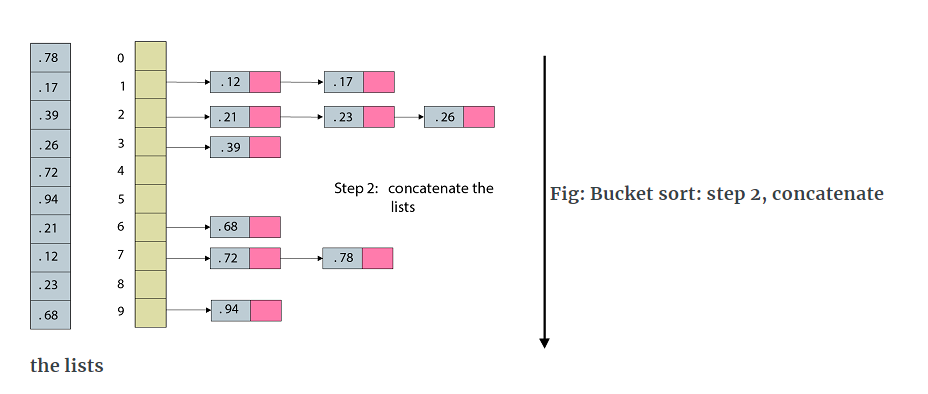 .78 0
.17 1 .12 .17
.39 2 .21 .23 .26
.26 3 .39
.72 4
Step 2: concatenate the
lists
.94 5
.21 6 .68
.12 7 .72 .78
.23 8
.68 9 .94
Fig: Bucket sort: step 2, concatenate
the lists